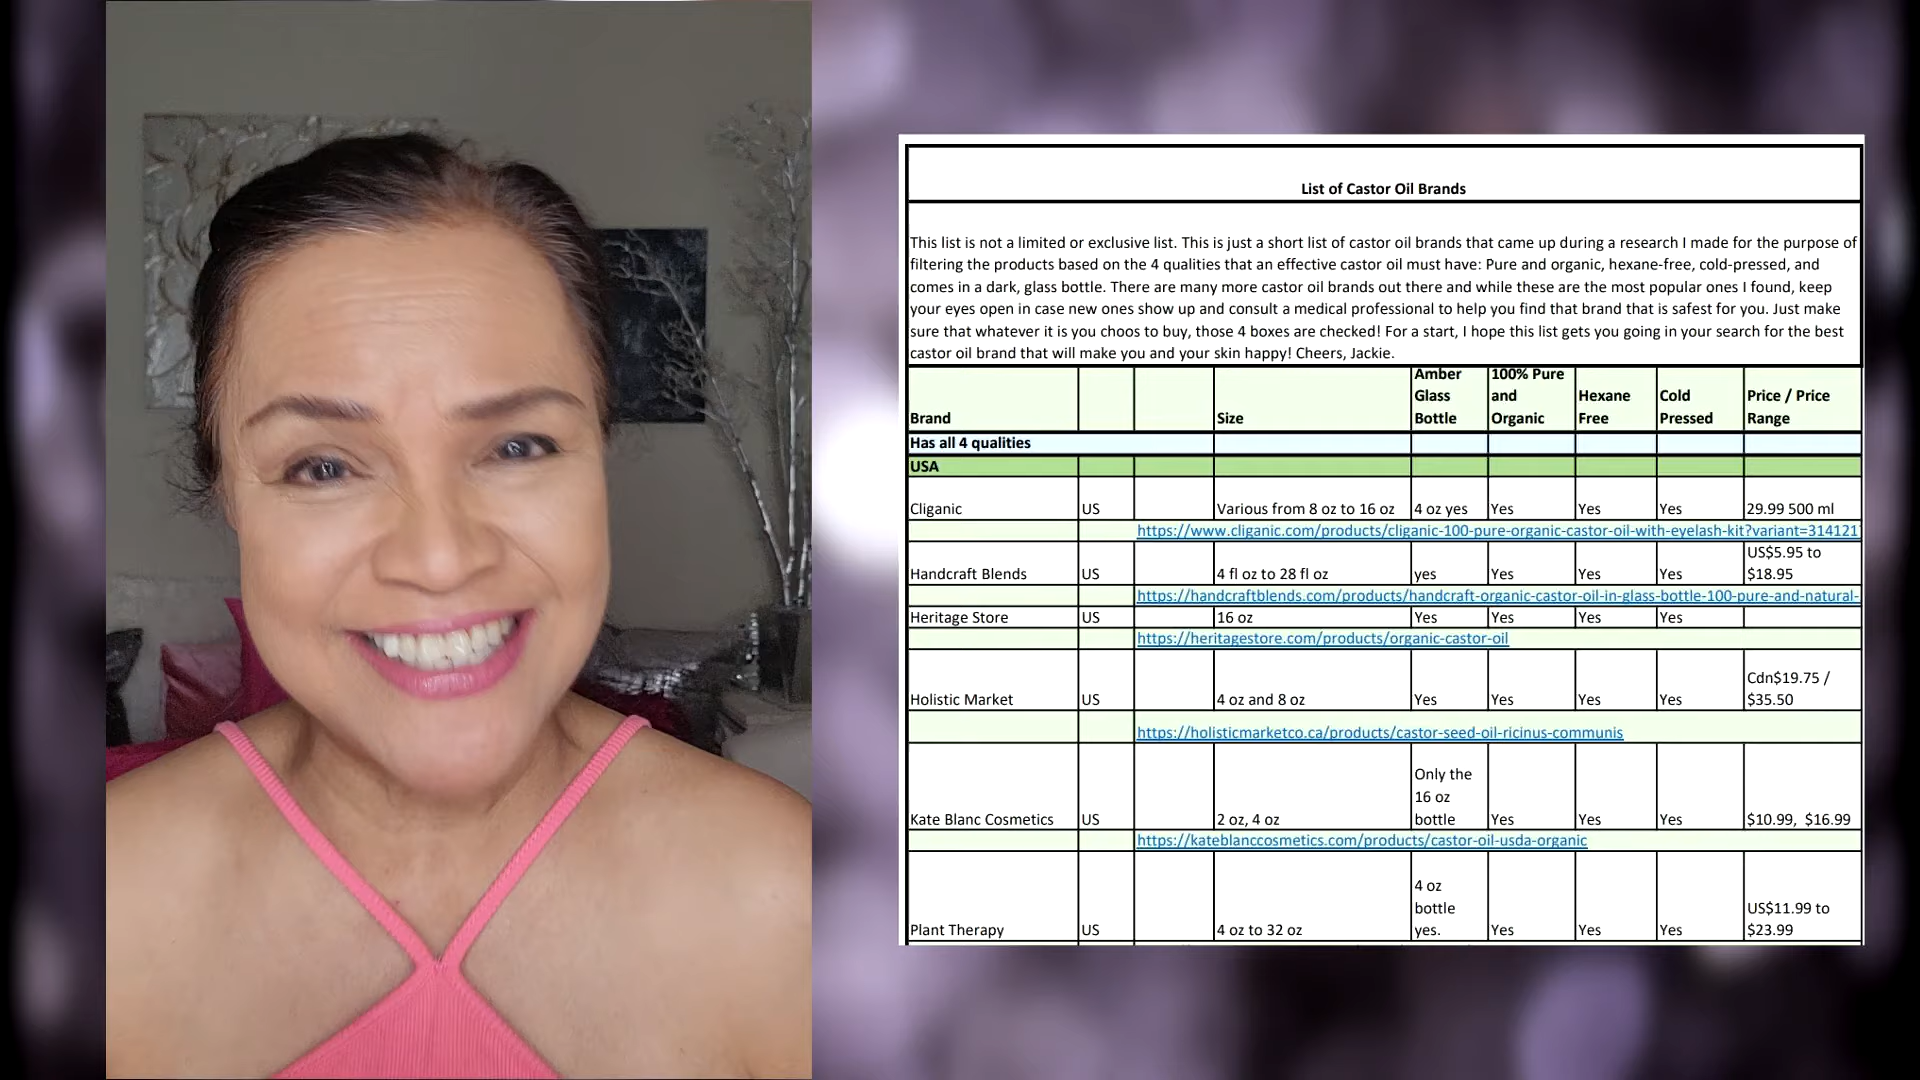 List of Castor Oil Brands
This list is not a limited or exclusive list. This is just a short list of castor oil brands that came up during a research I made for the purpose of
filtering the products based on the 4 qualities that an effective castor oil must have: Pure and organic, hexane-free, cold-pressed, and
comes in a dark, glass bottle. There are many more castor oil brands out there and while these are the most popular ones I found, keep
your eyes open in case new ones show up and consult a medical professional to help you find that brand that is safest for you. Just make
sure that whatever it is you choos to buy, those 4 boxes are checked! For a start, I hope this list gets you going in your search for the best
castor oil brand that will make you and your skin happy! Cheers, Jackie.
Brand Size Amber Glass Bottle 100% Pure and Organic Hexane Free Cold Pressed Price / Price Range
Has all 4 qualities
USA
Cliganic US Various from 8 oz to 16 oz 4 oz yes Yes Yes Yes 29.99 500 ml
https://www.cliganic.com/products/cliganic-100-pure-organic-castor-oil-with-eyelash-kit?variant=314121
Handcraft Blends US 4 fl oz to 28 fl oz yes Yes Yes Yes US$5.95 to $18.95
https://handcraftblends.com/products/handcraft-organic-castor-oil-in-glass-bottle-100-pure-and-natural-
Heritage Store US 16 oz Yes Yes Yes Yes
https://heritagestore.com/products/organic-castor-oil
Holistic Market US 4 oz and 8 oz Yes Yes Yes Yes Cdn$19.75 / $35.50
https://holisticmarketco.ca/products/castor-seed-oil-ricinus-communis
Kate Blanc Cosmetics US 2 oz, 4 oz Only the 16 oz bottle Yes Yes Yes $10.99, $16.99
https://kateblanccosmetics.com/products/castor-oil-usda-organic
Plant Therapy US 4 oz to 32 oz 4 oz bottle yes. Yes Yes Yes US$11.99 to $23.99